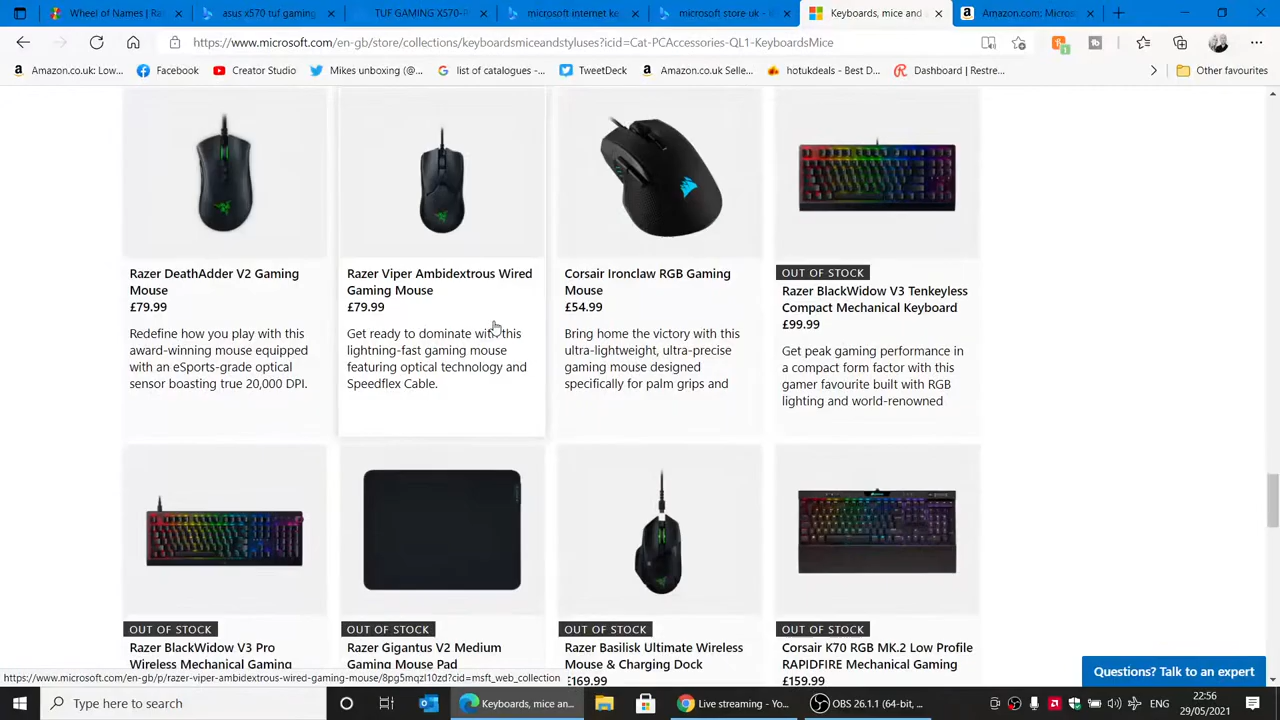 Wheel of Names | R
asus x570 tuf gaming
TUF GAMING X570-P
microsoft internet ke
microsoft store uk - B
Keyboards, mice and
Amazon.com; Micros
https://www.microsoft.com/en-gb/store/collections/keyboardsmiceandstyluses?icid=Cat-PCAccessories-QL1-KeyboardsMice
Amazon.co.uk: Low...
Facebook
Creator Studio
Mikes unboxing (@...
list of catalogues -...
TweetDeck
Amazon.co.uk Selle...
hotukdeals - Best D...
Dashboard | Restre...
Other favourites
Razer DeathAdder V2 Gaming
Mouse
£79.99
Redefine how you play with this
award-winning mouse equipped
with an eSports-grade optical
sensor boasting true 20,000 DPI.
Razer Viper Ambidextrous Wired
Gaming Mouse
£79.99
Get ready to dominate with this
lightning-fast gaming mouse
featuring optical technology and
Speedflex Cable.
Corsair Ironclaw RGB Gaming
Mouse
£54.99
Bring home the victory with this
ultra-lightweight, ultra-precise
gaming mouse designed
specifically for palm grips and
OUT OF STOCK
Razer BlackWidow V3 Tenkeyless
Compact Mechanical Keyboard
£99.99
Get peak gaming performance in
a compact form factor with this
gamer favourite built with RGB
lighting and world-renowned
OUT OF STOCK
Razer BlackWidow V3 Pro
Wireless Mechanical Gaming
OUT OF STOCK
Razer Gigantus V2 Medium
Gaming Mouse Pad
OUT OF STOCK
Razer Basilisk Ultimate Wireless
Mouse & Charging Dock
£169.99
OUT OF STOCK
Corsair K70 RGB MK.2 Low Profile
RAPIDFIRE Mechanical Gaming
£159.99
Questions? Talk to an expert
https://www.microsoft.com/en-gb/p/razer-viper-ambidextrous-wired-gaming-mouse/8pg5mqzl10zd?cid=msft_web_collection
Type here to search
Keyboards, mice an...
Live streaming - Yo...
OBS 26.1.1 (64-bit, ...
ENG
22:56
29/05/2021